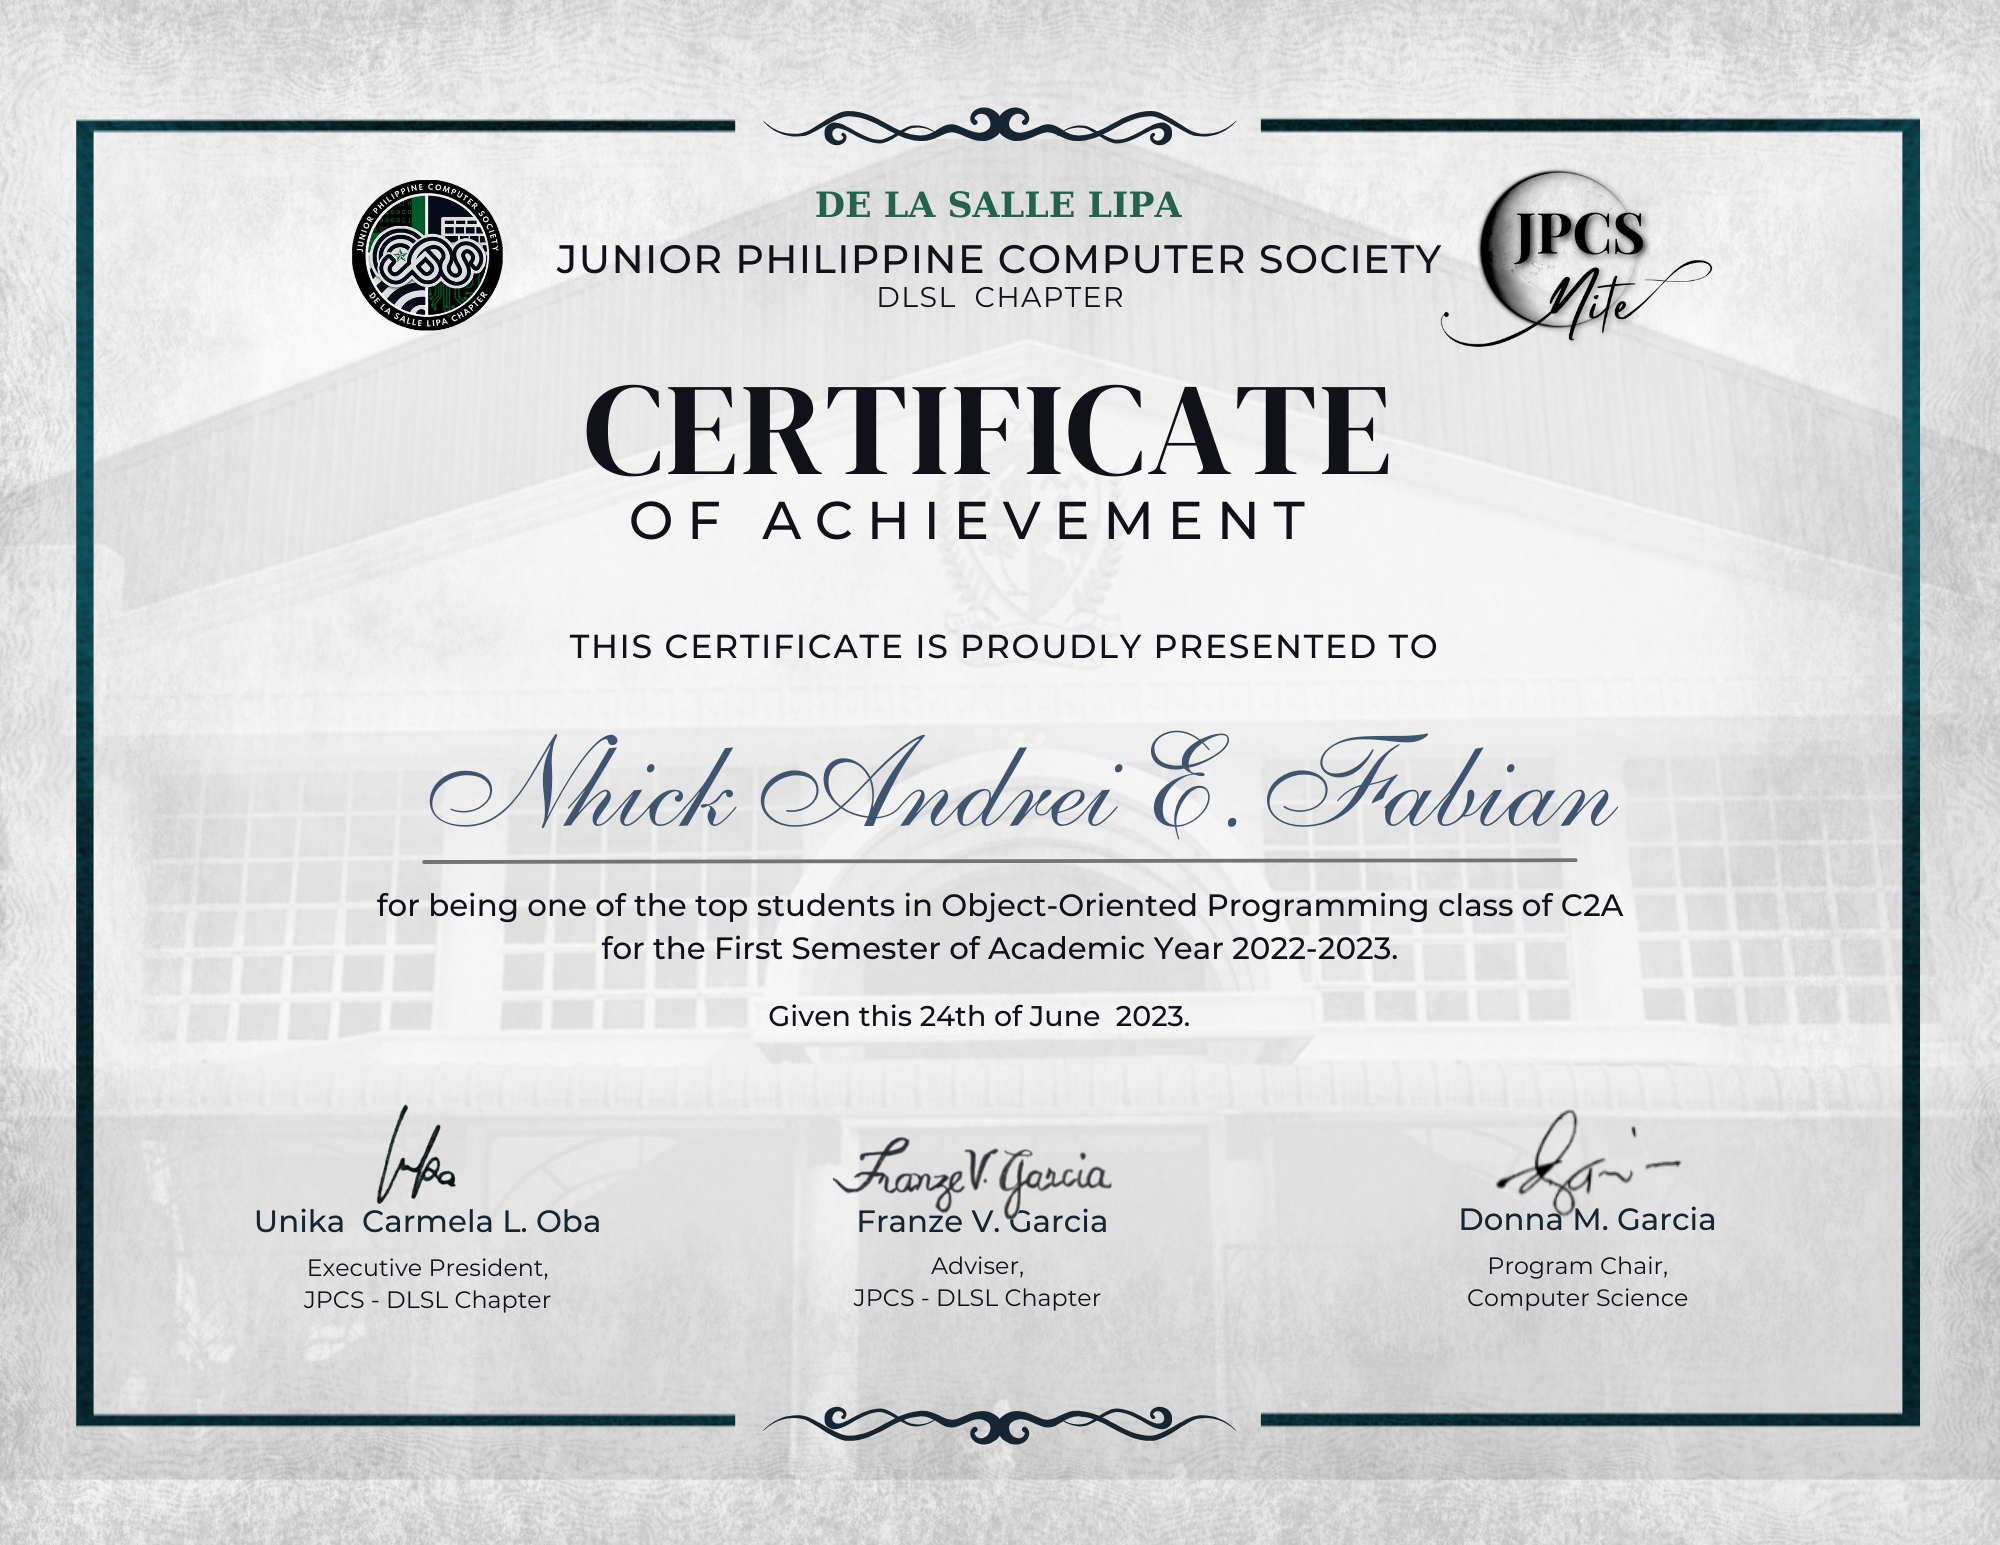 DE LA SALLE LIPA
JUNIOR PHILIPPINE COMPUTER SOCIETY
DLSL CHAPTER
JUNIOR PHILIPPINE COMPUTER SOCIETY
DE LA SALLE LIPA CHAPTER
JPCS
Nite
CERTIFICATE
OF ACHIEVEMENT
THIS CERTIFICATE IS PROUDLY PRESENTED TO
Nhick Andrei E. Fabian
for being one of the top students in Object-Oriented Programming class of C2A
for the First Semester of Academic Year 2022-2023.
Given this 24th of June 2023.
Franze V. Garcia
Unika Carmela L. Oba
Franze V. Garcia
Donna M. Garcia
Executive President,
JPCS - DLSL Chapter
Adviser,
JPCS - DLSL Chapter
Program Chair,
Computer Science